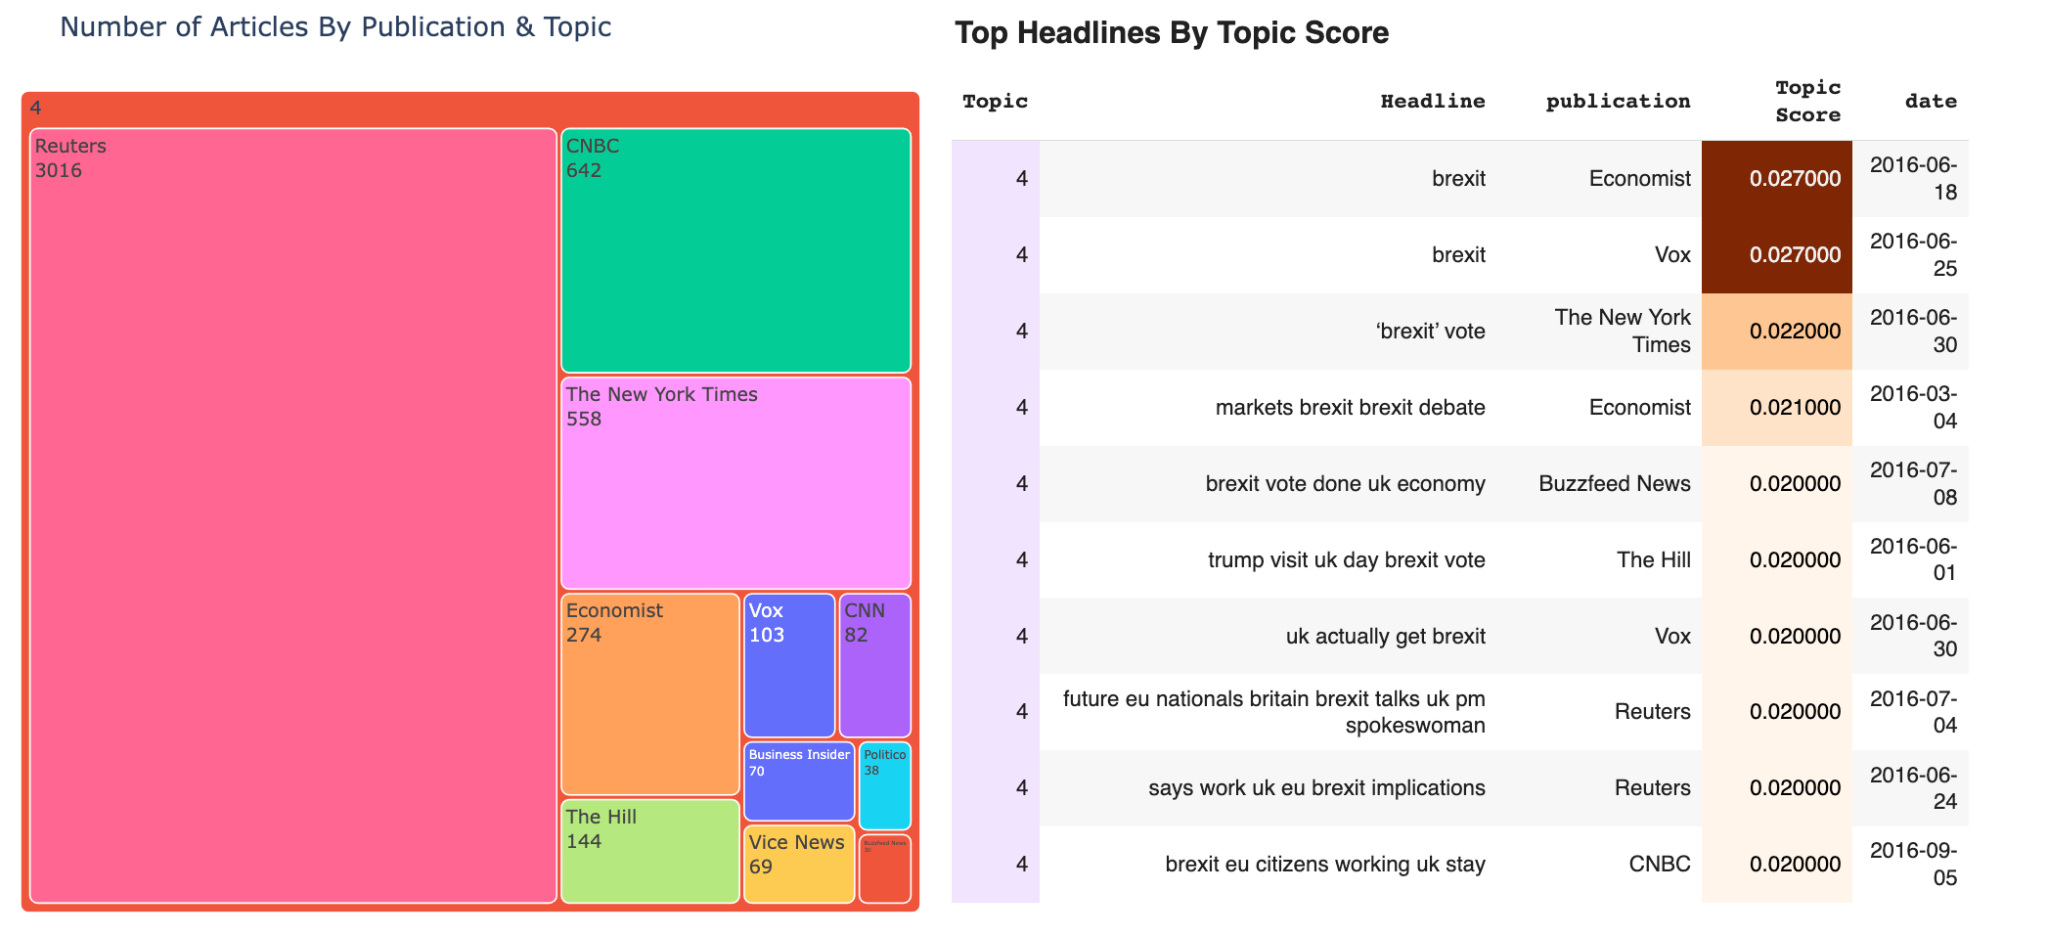 Number of Articles By Publication & Topic
4
Reuters
3016
CNBC
642
The New York Times
558
Economist
274
Vox
103
CNN
82
Business Insider
70
Politico
38
The Hill
144
Vice News
69
Buzzfeed News
Top Headlines By Topic Score
Topic Headline publication Topic Score date
4 brexit Economist 0.027000 2016-06-18
4 brexit Vox 0.027000 2016-06-25
4 ‘brexit’ vote The New York Times 0.022000 2016-06-30
4 markets brexit brexit debate Economist 0.021000 2016-03-04
4 brexit vote done uk economy Buzzfeed News 0.020000 2016-07-08
4 trump visit uk day brexit vote The Hill 0.020000 2016-06-01
4 uk actually get brexit Vox 0.020000 2016-06-30
4 future eu nationals britain brexit talks uk pm spokeswoman Reuters 0.020000 2016-07-04
4 says work uk eu brexit implications Reuters 0.020000 2016-06-24
4 brexit eu citizens working uk stay CNBC 0.020000 2016-09-05